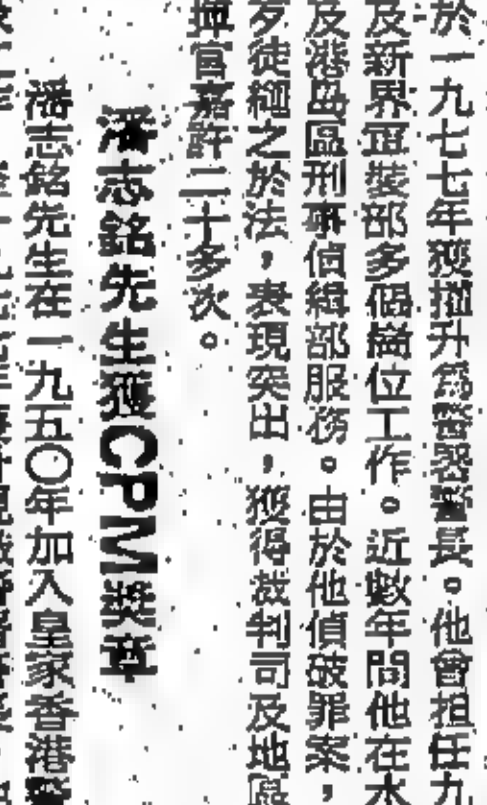 於一九七七年獲擢升為警署警長。他曾担任九
及新界軍裝部多個崗位工作。近數年間他在水
及港島區刑事偵緝部服務。由於他偵破罪案，
歹徒繩之於法，表現突出，獲得裁判司及地區
揮官嘉許二十多次。
潘志銘先生獲CPM獎章
潘志銘先生在一九五〇年加入皇家香港警